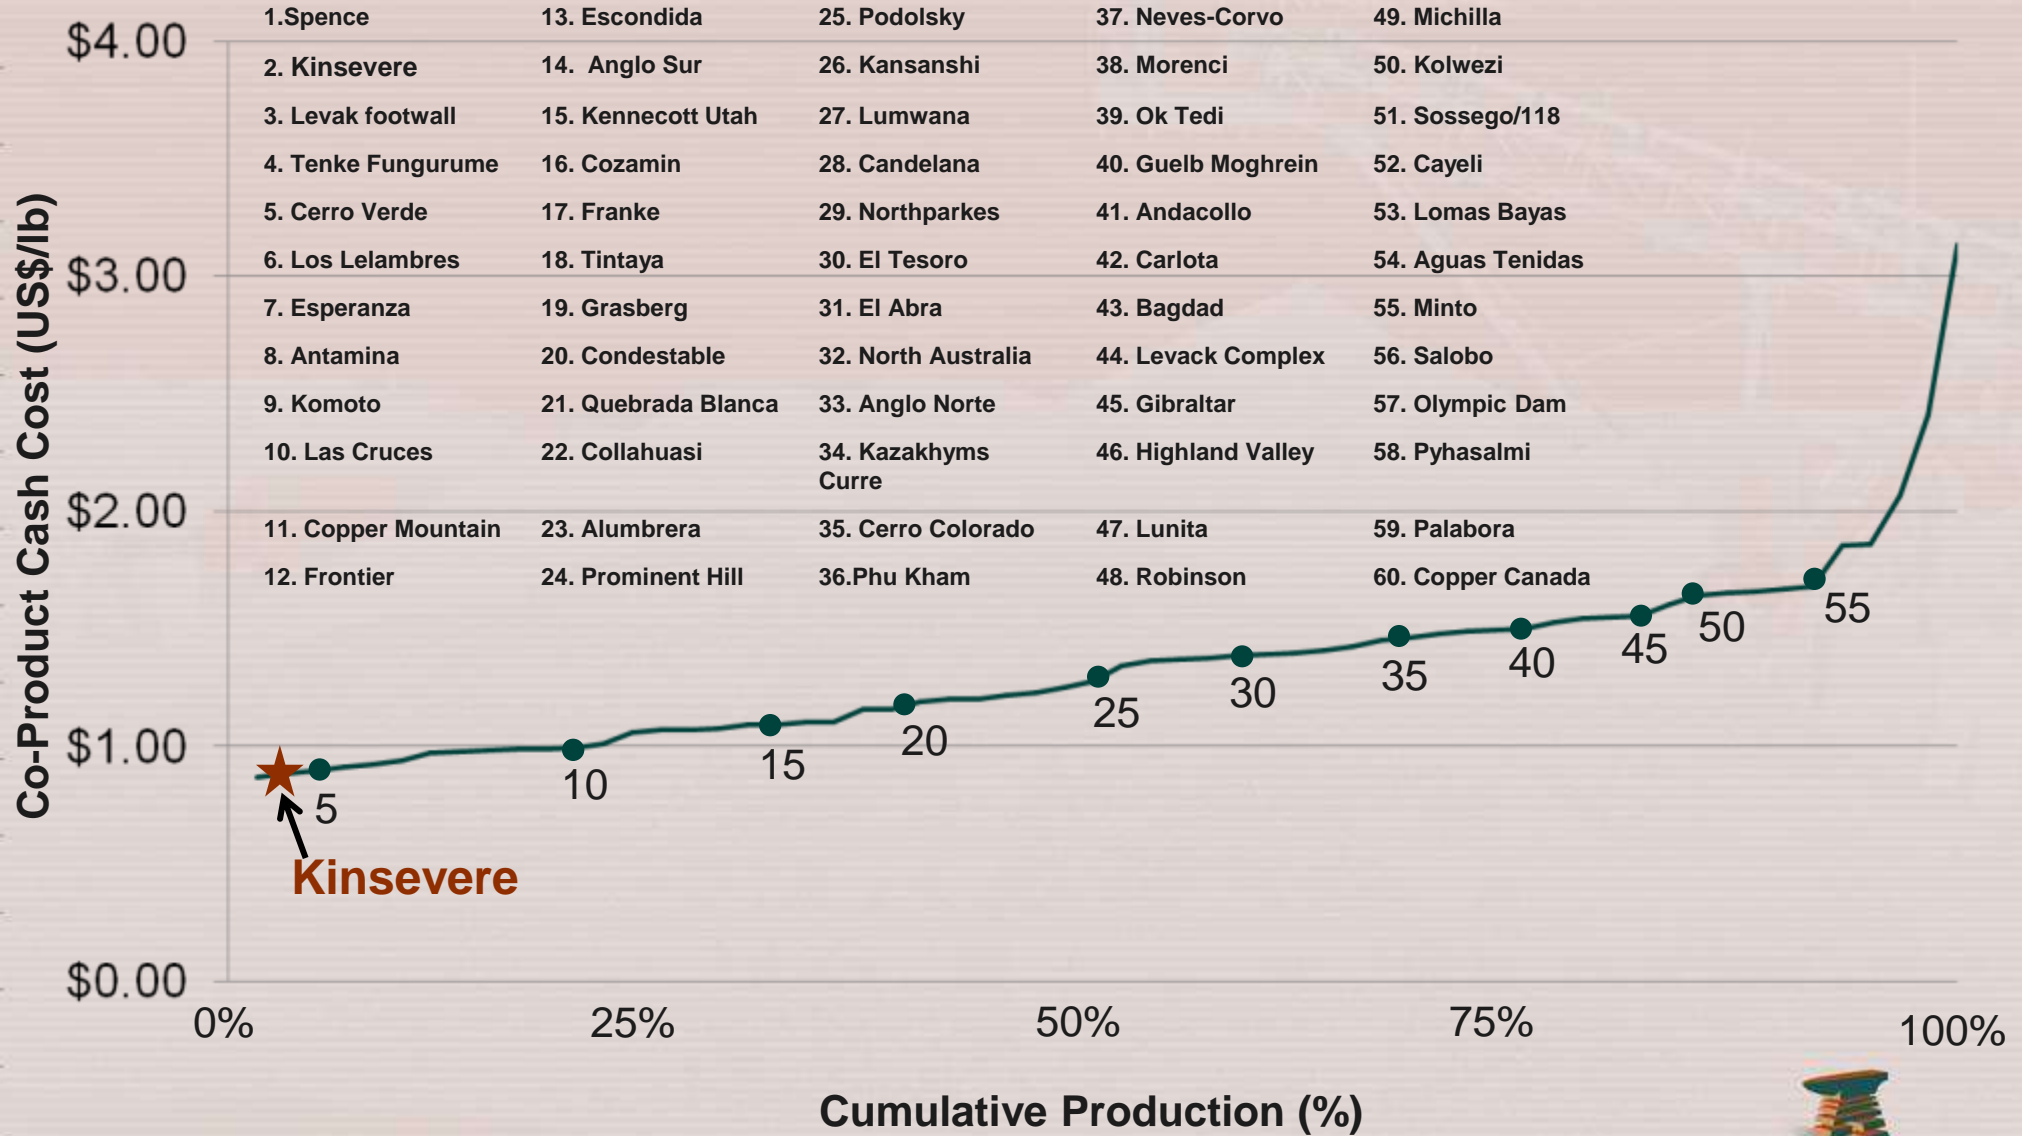 1.Spence
2. Kinsevere
3. Levak footwall
4. Tenke Fungurume
5. Cerro Verde
6. Los Lelambres
7. Esperanza
8. Antamina
9. Komoto
10. Las Cruces
11. Copper Mountain
12. Frontier
13. Escondida
14. Anglo Sur
15. Kennecott Utah
16. Cozamin
17. Franke
18. Tintaya
19. Grasberg
20. Condestable
21. Quebrada Blanca
22. Collahuasi
23. Alumbrera
24. Prominent Hill
25. Podolsky
26. Kansanshi
27. Lumwana
28. Candelana
29. Northparkes
30. El Tesoro
31. El Abra
32. North Australia
33. Anglo Norte
34. Kazakhyms
Curre
35. Cerro Colorado
36.Phu Kham
37. Neves-Corvo
38. Morenci
39. Ok Tedi
40. Guelb Moghrein
41. Andacollo
42. Carlota
43. Bagdad
44. Levack Complex
45. Gibraltar
46. Highland Valley
47. Lunita
48. Robinson
49. Michilla
50. Kolwezi
51. Sossego/118
52. Cayeli
53. Lomas Bayas
54. Aguas Tenidas
55. Minto
56. Salobo
57. Olympic Dam
58. Pyhasalmi
59. Palabora
60. Copper Canada
Co-Product Cash Cost (US$/lb)
$4.00
$3.00
$2.00
$1.00
$0.00
5
10
15
20
25
30
35
40
45
50
55
Kinsevere
0%
25%
50%
75%
100%
Cumulative Production (%)